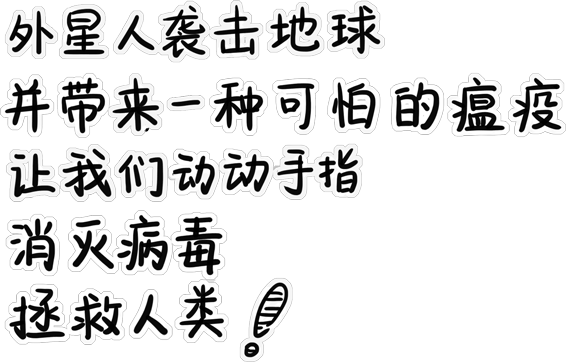 外星人袭击地球
并带来一种可怕的瘟疫
让我们动动手指
消灭病毒
拯救人类！